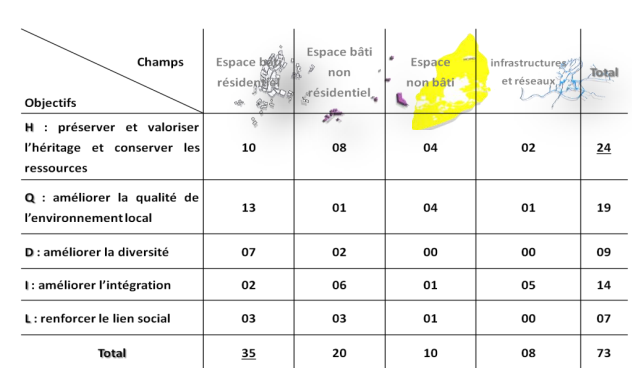 Champs
Objectifs
Espace bâti
résidentiel
Espace bâti
non
résidentiel
Espace
non bâti
infrastructures
et réseaux
Total
H : préserver et valoriser
l'héritage et conserver les
ressources
10 08 04 02 24
Q : améliorer la qualité de
l'environnement local
13 01 04 01 19
D : améliorer la diversité 07 02 00 00 09
I : améliorer l'intégration 02 06 01 05 14
L : renforcer le lien social 03 03 01 00 07
Total 35 20 10 08 73